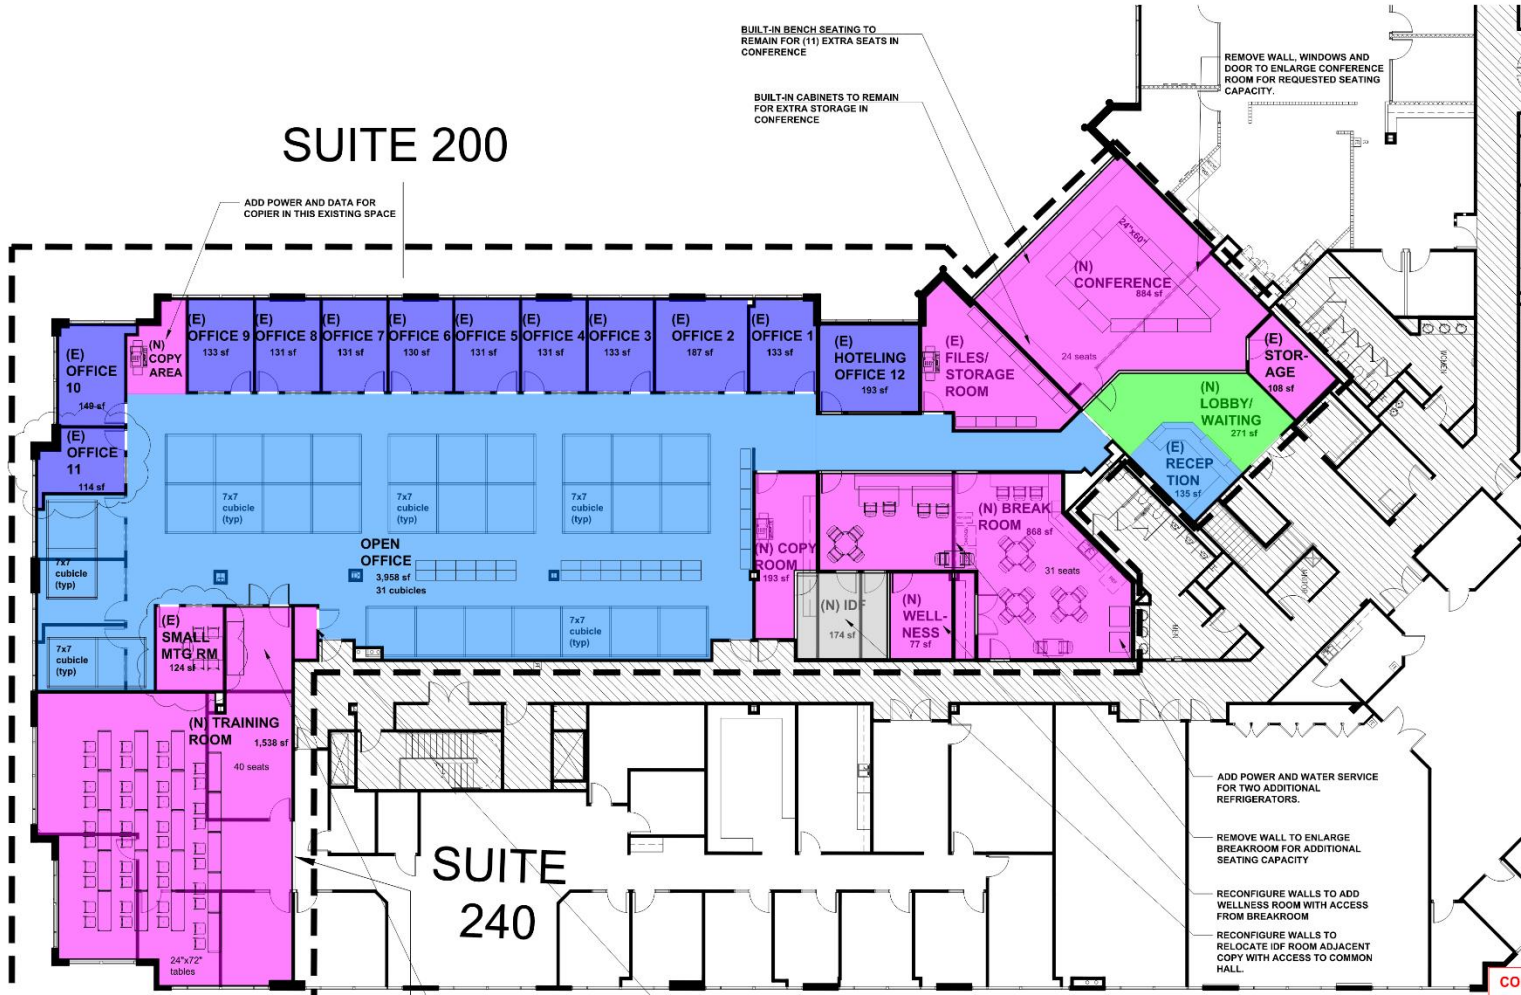 BUILT-IN BENCH SEATING TO
REMAIN FOR (11) EXTRA SEATS IN
CONFERENCE
REMOVE WALL, WINDOWS AND
DOOR TO ENLARGE CONFERENCE
ROOM FOR REQUESTED SEATING
CAPACITY.
BUILT-IN CABINETS TO REMAIN
FOR EXTRA STORAGE IN
CONFERENCE
SUITE 200
ADD POWER AND DATA FOR
COPIER IN THIS EXISTING SPACE
24"x60"
(N)
CONFERENCE
884 sf
24 seats
(E)
OFFICE
10
149 sf
(N)
COPY
AREA
(E)
OFFICE 9
133 sf
(E)
OFFICE 8
131 sf
(E)
OFFICE 7
131 sf
(E)
OFFICE 6
130 sf
(E)
OFFICE 5
131 sf
(E)
OFFICE 4
131 sf
(E)
OFFICE 3
133 sf
(E)
OFFICE 2
187 sf
(E)
OFFICE 1
133 sf
(E)
HOTELING
OFFICE 12
193 sf
(E)
FILES/
STORAGE
ROOM
(E)
STOR-
AGE
108 sf
(N)
LOBBY/
WAITING
271 sf
(E)
RECEP
TION
135 sf
WOMEN
(E)
OFFICE
11
114 sf
7x7
cubicle
(typ)
7x7
cubicle
(typ)
7x7
cubicle
(typ)
OPEN
OFFICE
3,958 sf
31 cubicles
7x7
cubicle
(typ)
7x7
cubicle
(typ)
7x7
cubicle
(typ)
(N) COPY
ROOM
193 sf
(N) BREAK
ROOM
868 sf
31 seats
(N) IDF
174 sf
(N)
WELL-
NESS
77 sf
MEN
(E)
SMALL
MTG RM
124 sf
(N) TRAINING
ROOM
1,538 sf
40 seats
24"x72"
tables
SUITE
240
ADD POWER AND WATER SERVICE
FOR TWO ADDITIONAL
REFRIGERATORS.
REMOVE WALL TO ENLARGE
BREAKROOM FOR ADDITIONAL
SEATING CAPACITY
RECONFIGURE WALLS TO ADD
WELLNESS ROOM WITH ACCESS
FROM BREAKROOM
RECONFIGURE WALLS TO
RELOCATE IDF ROOM ADJACENT
COPY WITH ACCESS TO COMMON
HALL.
CO